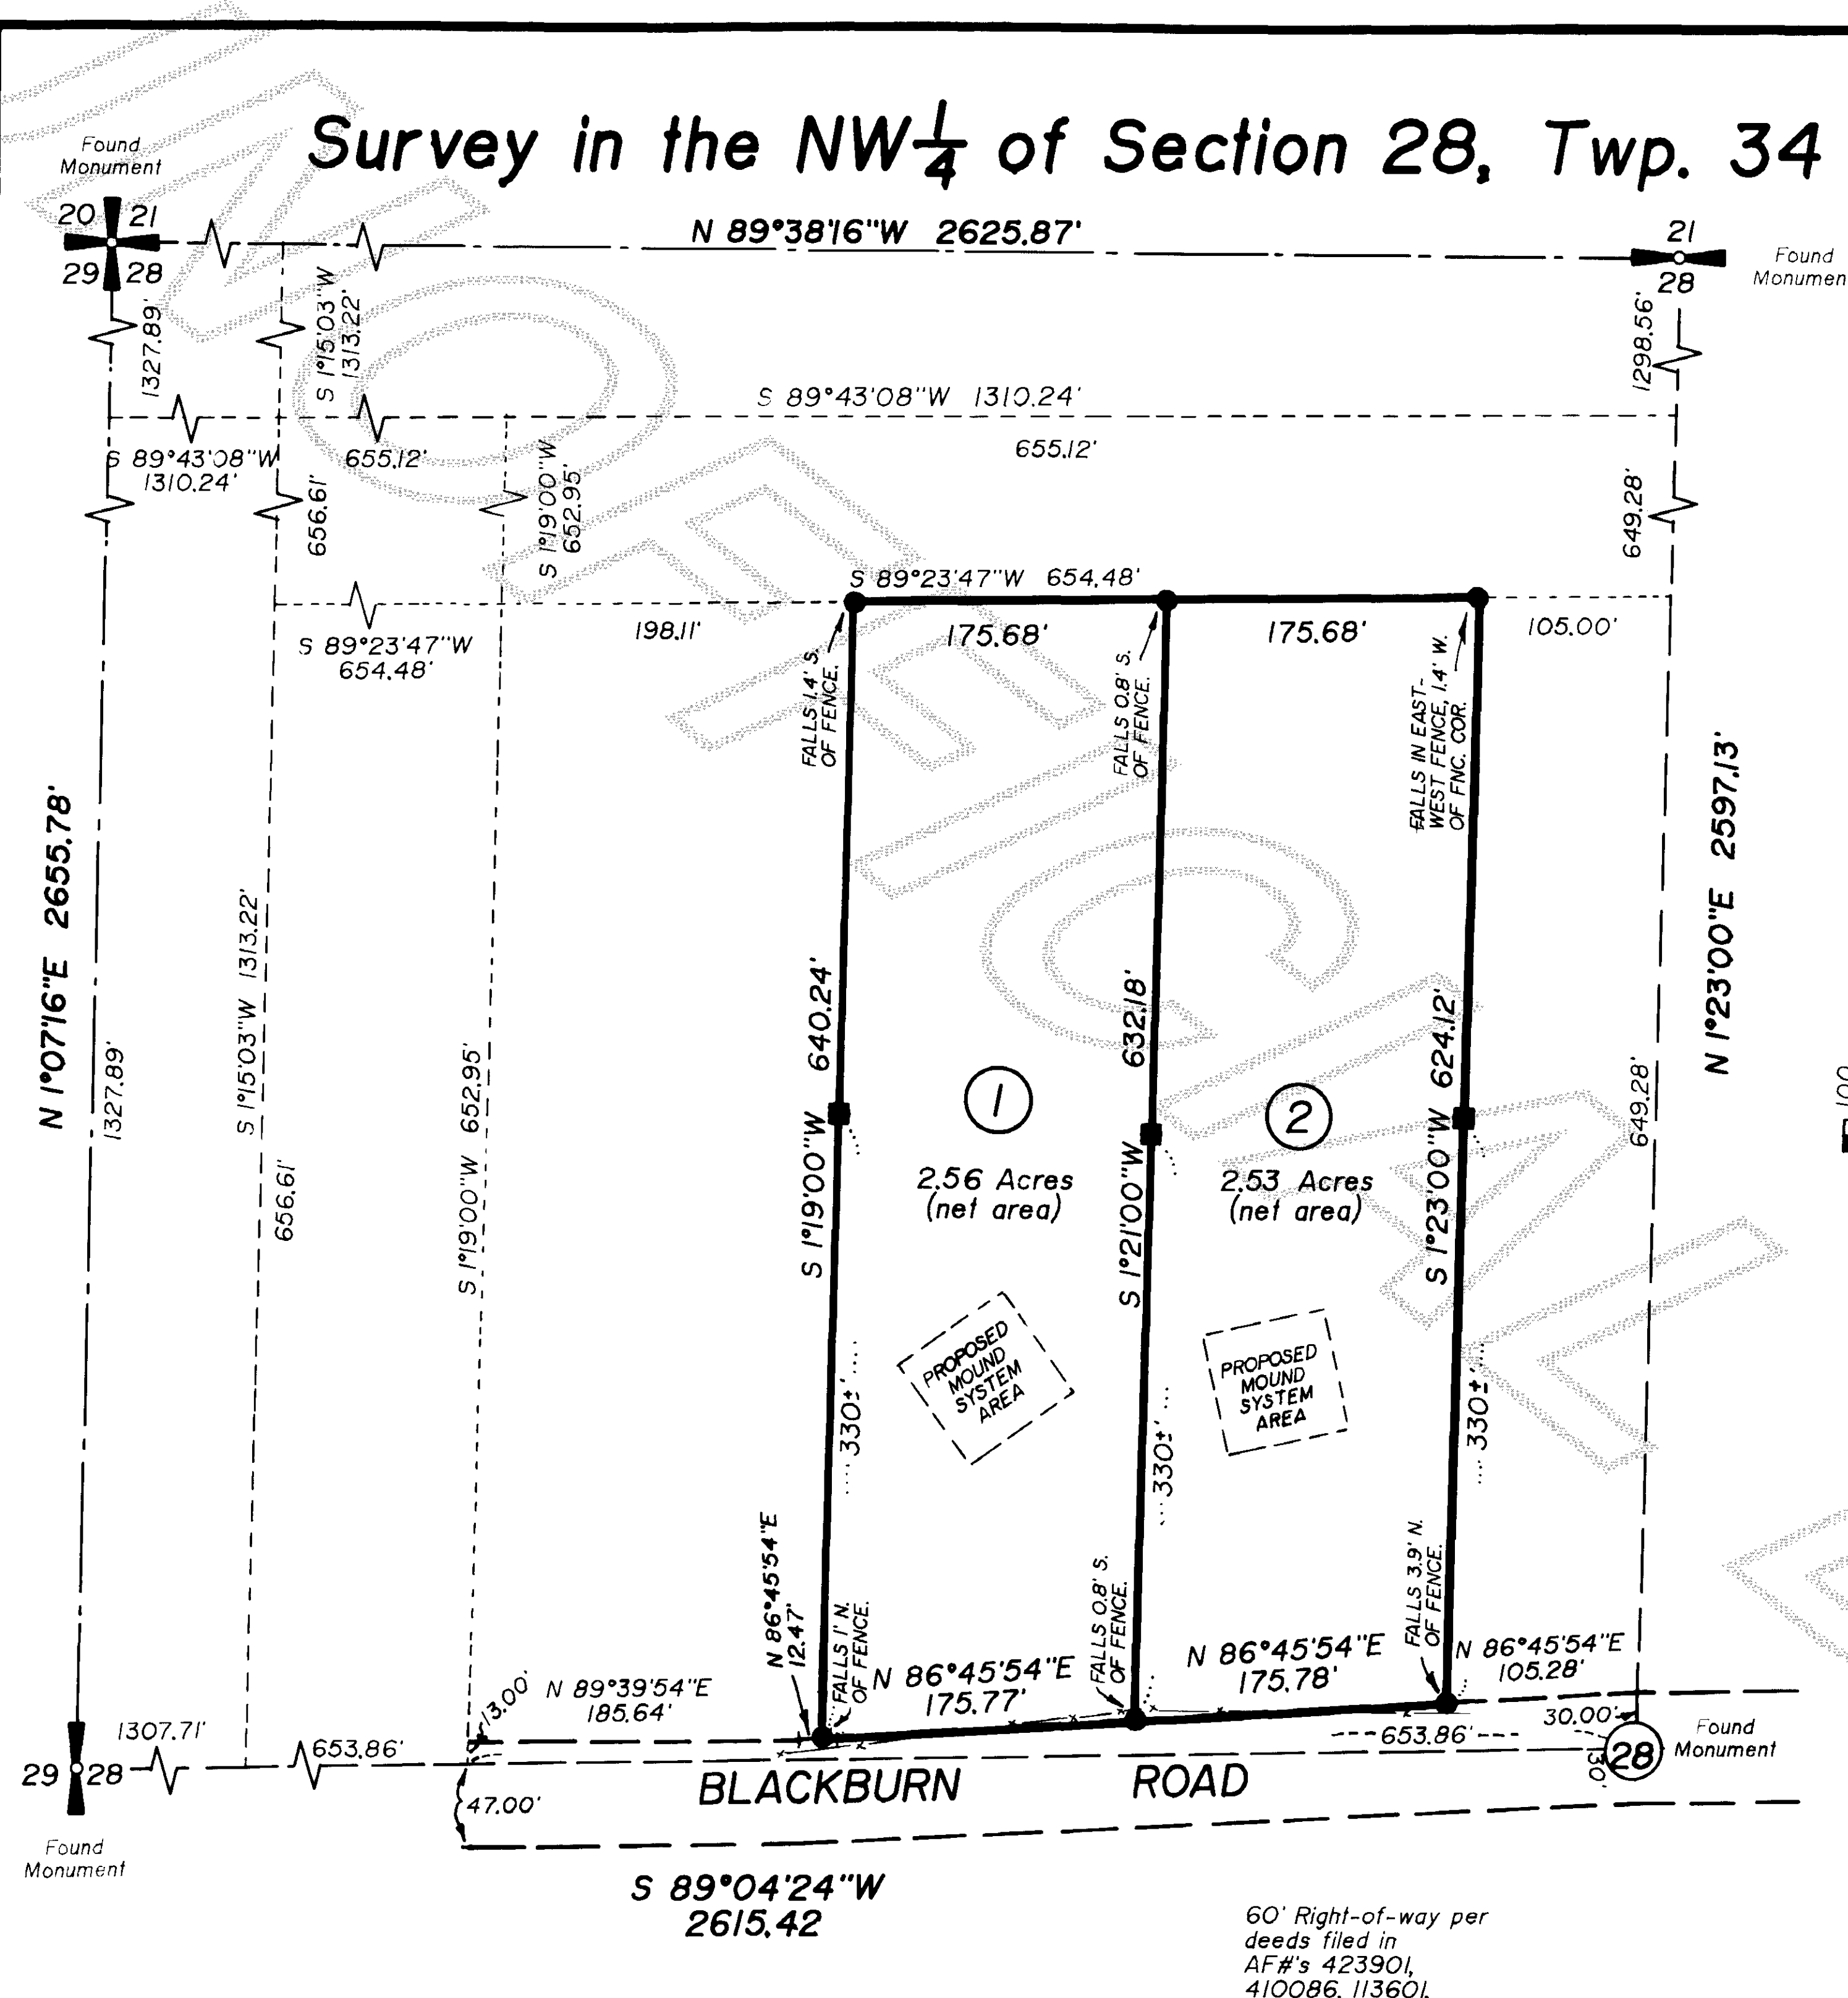 Survey in the NW 1/4 of Section 28, Twp. 34
Found
Monument
20 21
29 28
N 89°38'16"W 2625.87'
21
28
Found
Monumen
1327.89'
S 1°15'03"W
1313.22'
1298.56'
S 89°43'08"W 1310.24'
655.12'
S 89°43'08"W
1310.24'
655.12'
656.61'
S 1°19'00"W
652.95'
649.28'
S 89°23'47"W 654.48'
S 89°23'47"W
654.48'
198.11'
175.68'
175.68'
105.00'
FALLS 1.4' S.
OF FENCE.
FALLS 0.8' S.
OF FENCE.
FALLS IN EAST-
WEST FENCE, 1.4' W.
OF FNC. COR.
N 1°07'16"E 2655.78'
1327.89'
S 1°15'03"W 1313.22'
656.61'
S 1°19'00"W 652.95'
S 1°19'00"W 640.24'
S 1°21'00"W 632.18'
S 1°23'00"W 624.12'
649.28'
N 1°23'00"E 2597.13'
100
1
2.56 Acres
(net area)
2
2.53 Acres
(net area)
PROPOSED
MOUND
SYSTEM
AREA
PROPOSED
MOUND
SYSTEM
AREA
330±'
330±'
330±'
N 86°45'54"E
12.47'
FALLS 1' N.
OF FENCE.
FALLS 0.8' S.
OF FENCE.
FALLS 3.9' N.
OF FENCE.
N 86°45'54"E
175.77'
N 86°45'54"E
175.78'
N 86°45'54"E
105.28'
13.00'
N 89°39'54"E
185.64'
1307.71'
653.86'
653.86'
30.00'
30'
28
Found
Monument
29 28
Found
Monument
47.00'
BLACKBURN ROAD
S 89°04'24"W
2615.42
60' Right-of-way per
deeds filed in
AF#'s 423901,
410086, 113601,
UNOFFICIAL